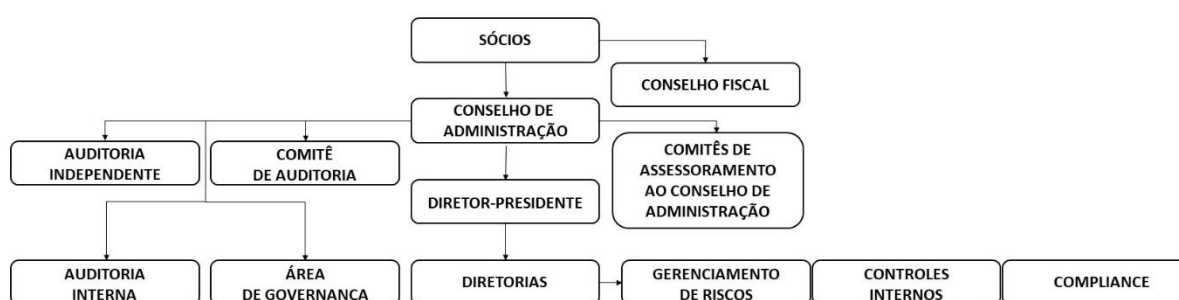 SÓCIOS
CONSELHO FISCAL
CONSELHO DE
ADMINISTRAÇÃO
AUDITORIA
INDEPENDENTE
COMITÊ
DE AUDITORIA
COMITÊS DE
ASSESSORAMENTO
AO CONSELHO DE
ADMINISTRAÇÃO
DIRETOR-PRESIDENTE
AUDITORIA
INTERNA
ÁREA
DE GOVERNANÇA
DIRETORIAS
GERENCIAMENTO
DE RISCOS
CONTROLES
INTERNOS
COMPLIANCE